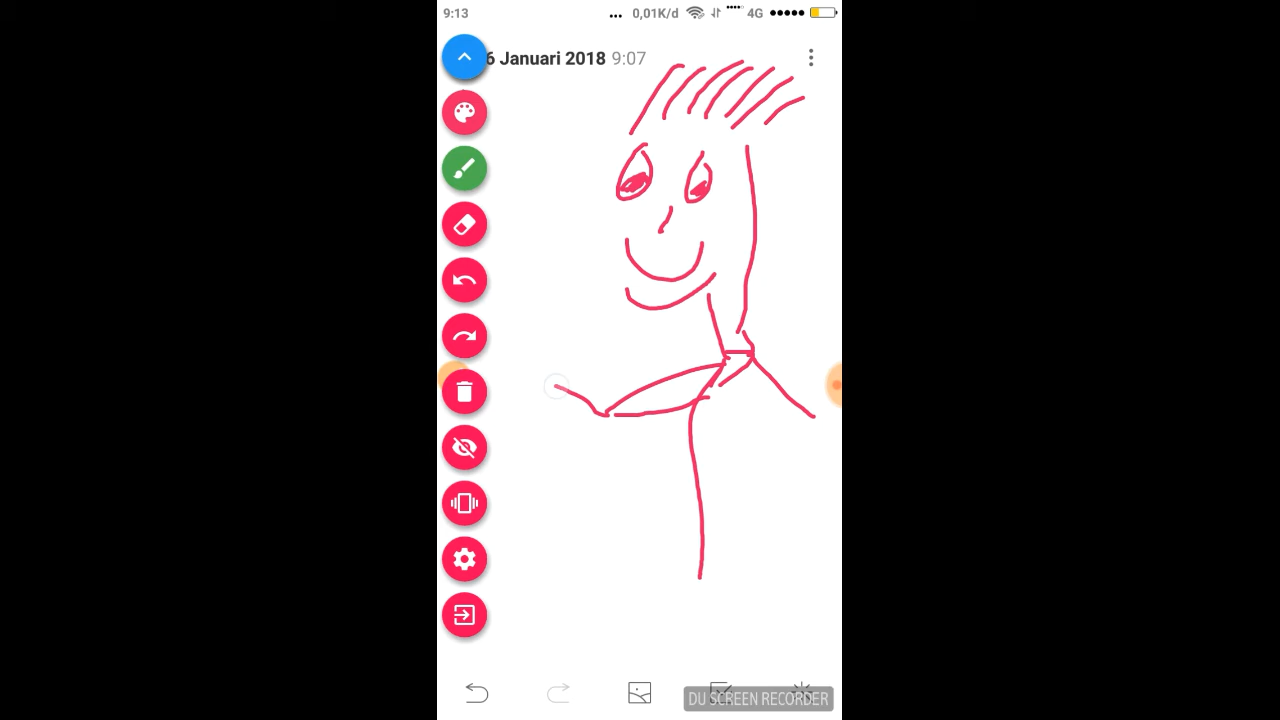 9:13 ... 0,01K/d 4G
6 Januari 2018 9:07
DU SCREEN RECORDER